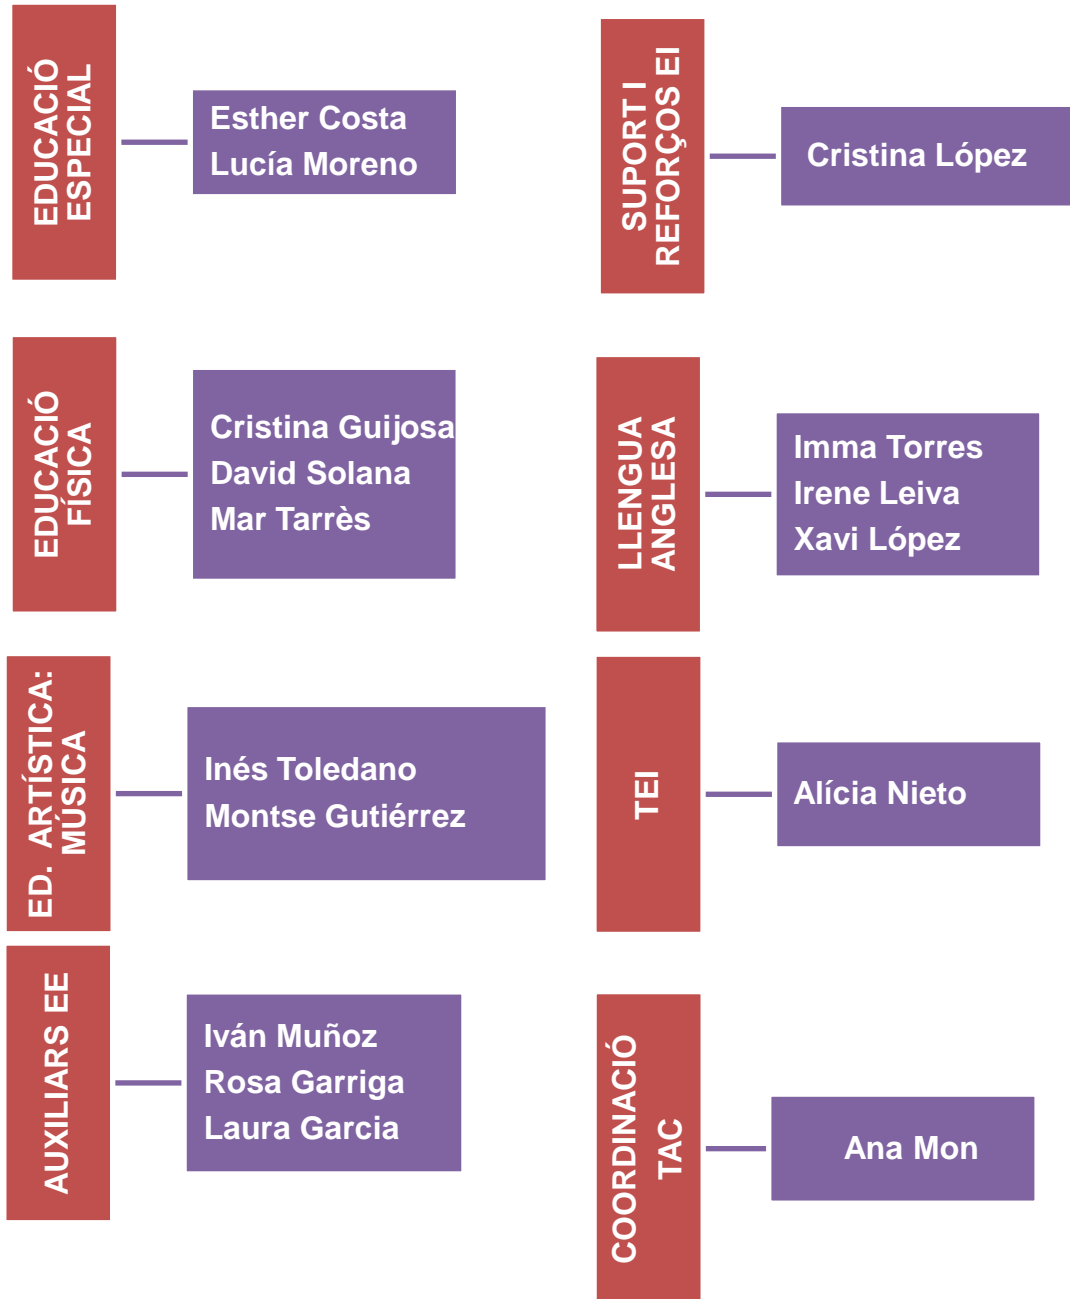 EDUCACIÓ
ESPECIAL
Esther Costa
Lucía Moreno
SUPORT I
REFORÇOS EI
Cristina López
EDUCACIÓ
FÍSICA
Cristina Guijosa
David Solana
Mar Tarrès
LLENGUA
ANGLESA
Imma Torres
Irene Leiva
Xavi López
ED. ARTÍSTICA:
MÚSICA
Inés Toledano
Montse Gutiérrez
TEI
Alícia Nieto
AUXILIARS EE
Iván Muñoz
Rosa Garriga
Laura Garcia
COORDINACIÓ
TAC
Ana Mon